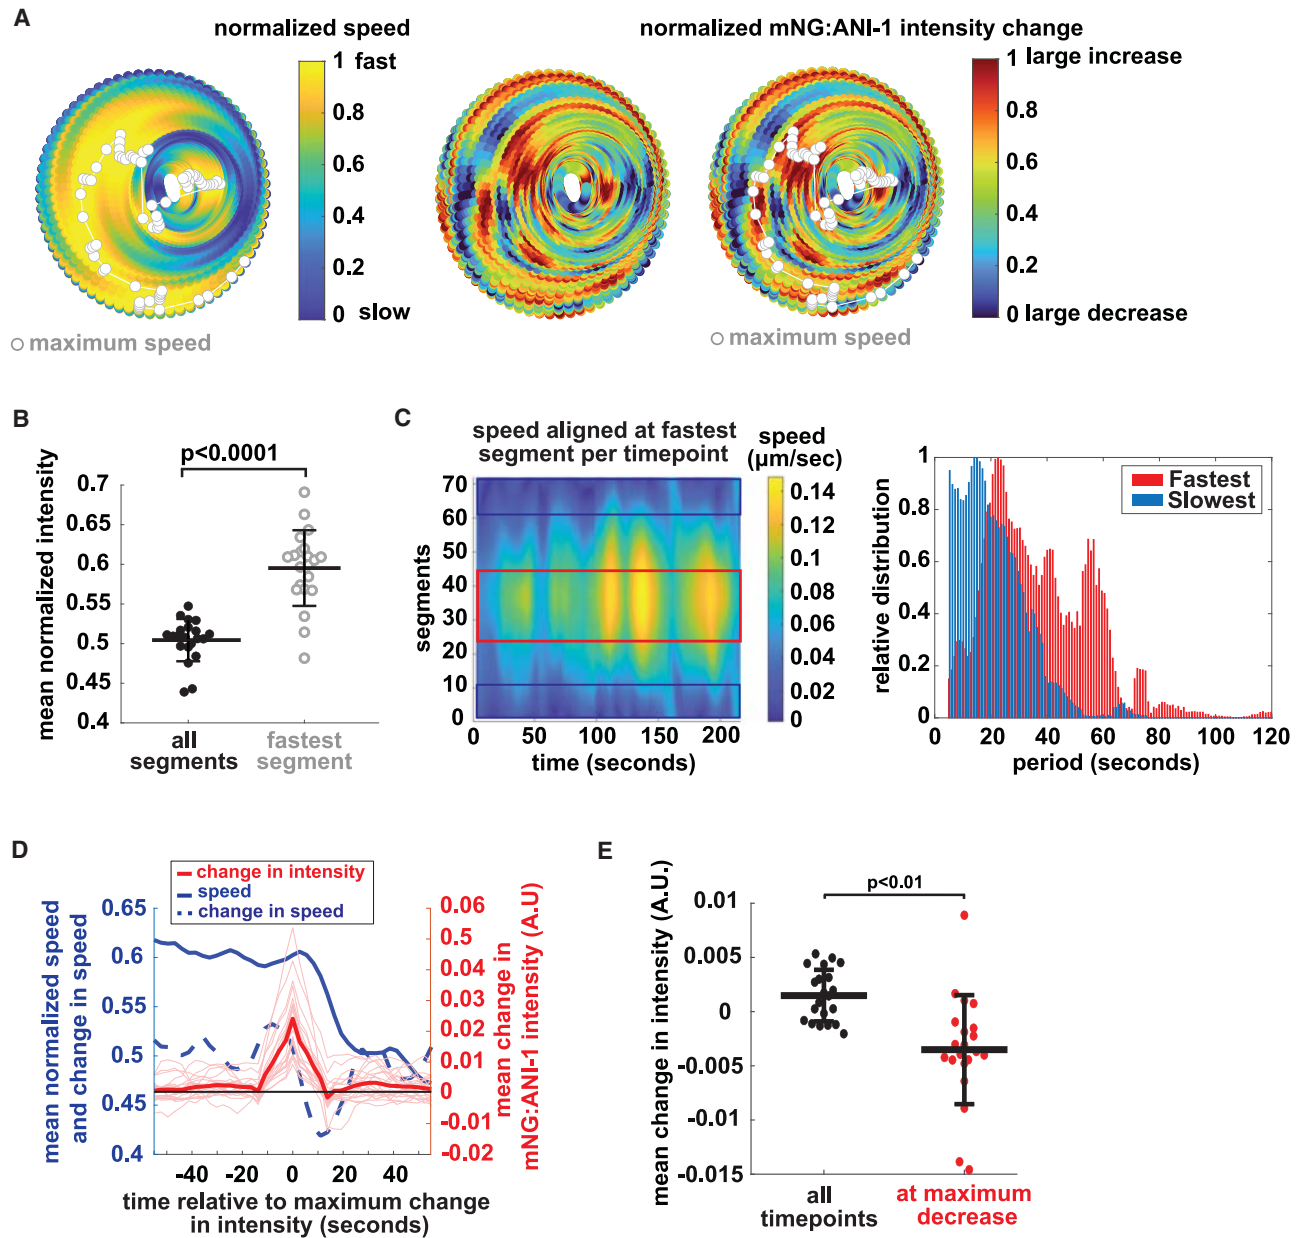 A
normalized speed
normalized mNG:ANI-1 intensity change
1 fast
0.8
0.6
0.4
0.2
0 slow
maximum speed
1 large increase
0.8
0.6
0.4
0.2
0 large decrease
maximum speed
B
p<0.0001
mean normalized intensity
0.7
0.65
0.6
0.55
0.5
0.45
0.4
all
segments
fastest
segment
C
speed aligned at fastest
segment per timepoint
speed
(μm/sec)
segments
70
60
50
40
30
20
10
0
0 50 100 150 200
time (seconds)
0.14
0.12
0.1
0.08
0.06
0.04
0.02
0
relative distribution
1
0.8
0.6
0.4
0.2
0
Fastest
Slowest
0 20 40 60 80 100 120
period (seconds)
D
change in intensity
speed
change in speed
mean normalized speed
and change in speed
0.65
0.6
0.55
0.5
0.45
0.4
0.06
0.05
0.04
0.03
0.02
0.01
0
-0.01
-0.02
mean change in
mNG:ANI-1 intensity (A.U)
-40 -20 0 20 40
time relative to maximum change
in intensity (seconds)
E
p<0.01
mean change in intensity (A.U.)
0.01
0.005
0
-0.005
-0.01
-0.015
all
timepoints
at maximum
decrease